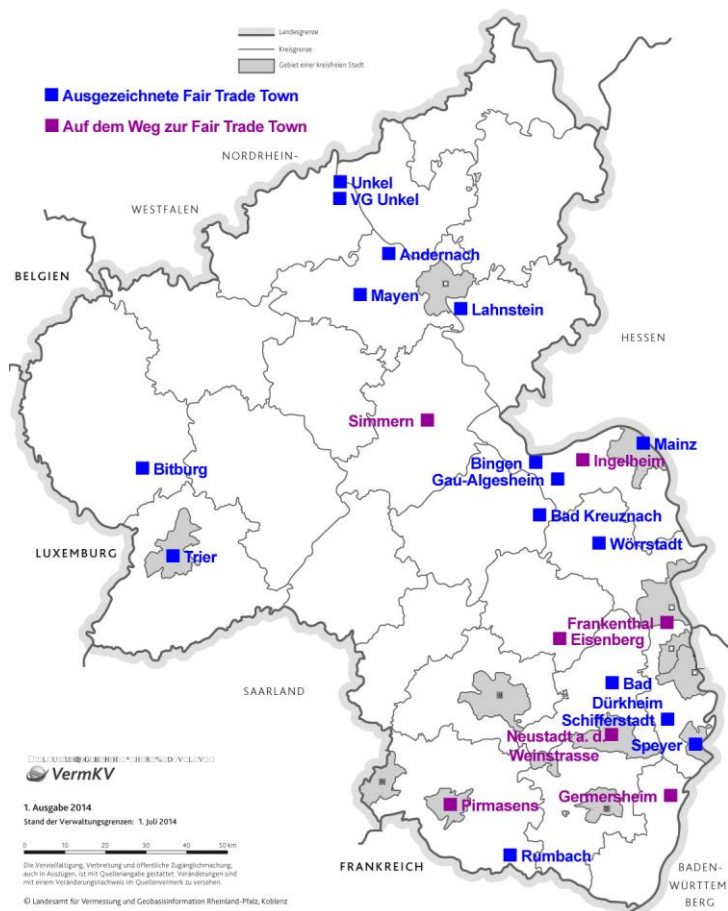 Landesgrenze
Kreisgrenze
Gebiet einer kreisfreien Stadt
Ausgezeichnete Fair Trade Town
Auf dem Weg zur Fair Trade Town
NORDRHEIN-
WESTFALEN
Unkel
VG Unkel
Andernach
BELGIEN
Mayen
Lahnstein
HESSEN
Simmern
Mainz
Bingen
Ingelheim
Bitburg
Gau-Algesheim
Bad Kreuznach
LUXEMBURG
Trier
Wörrstadt
Frankenthal
Eisenberg
SAARLAND
Bad
Dürkheim
Schifferstadt
Neustadt a. d.
Weinstrasse
Speyer
VermKV
1. Ausgabe 2014
Stand der Verwaltungsgrenzen: 1. Juli 2014
Pirmasens
Germersheim
0 10 20 30 40 50 km
Rumbach
FRANKREICH
BADEN-
WÜRTTEM
BERG
Die Vervielfältigung, Verbreitung und öffentliche Zugänglichmachung,
auch in Auszügen, ist mit Quellenangabe gestattet. Veränderungen sind
mit einem Veränderungsnachweis im Quellenvermerk zu versehen.
© Landesamt für Vermessung und Geobasisinformation Rheinland-Pfalz, Koblenz